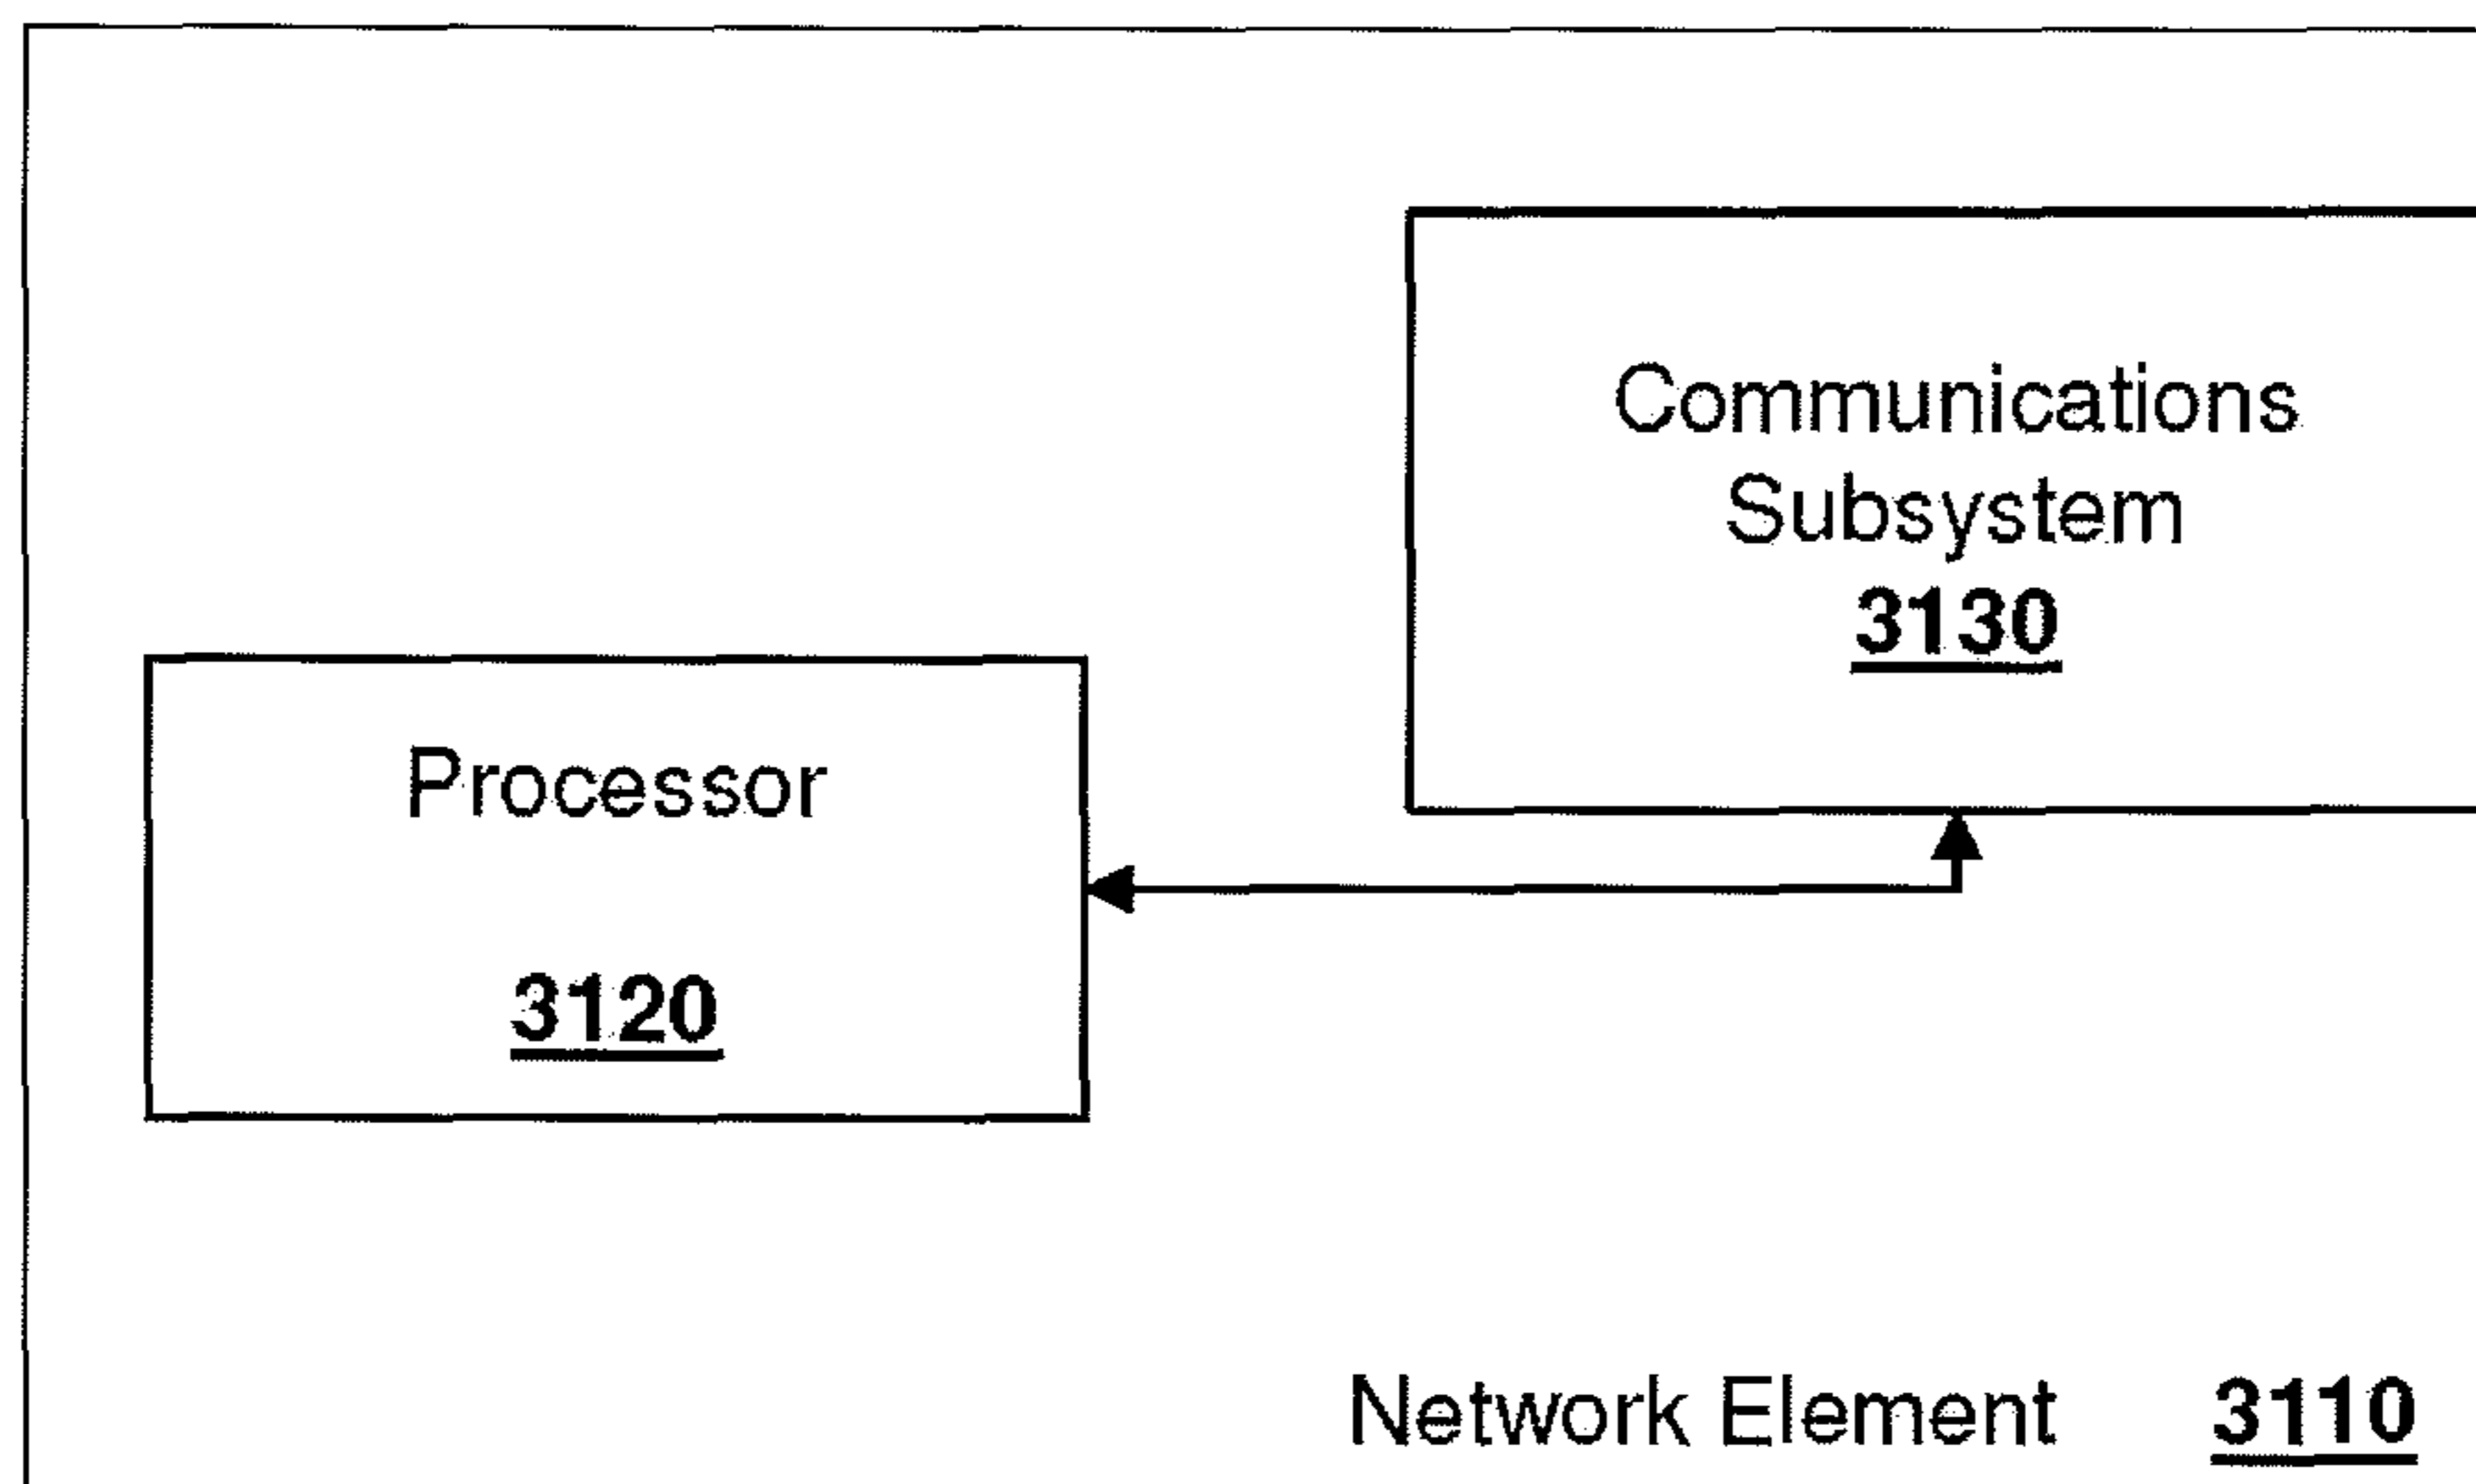 Communications
Subsystem
3130
Processor
3120
Network Element 3110